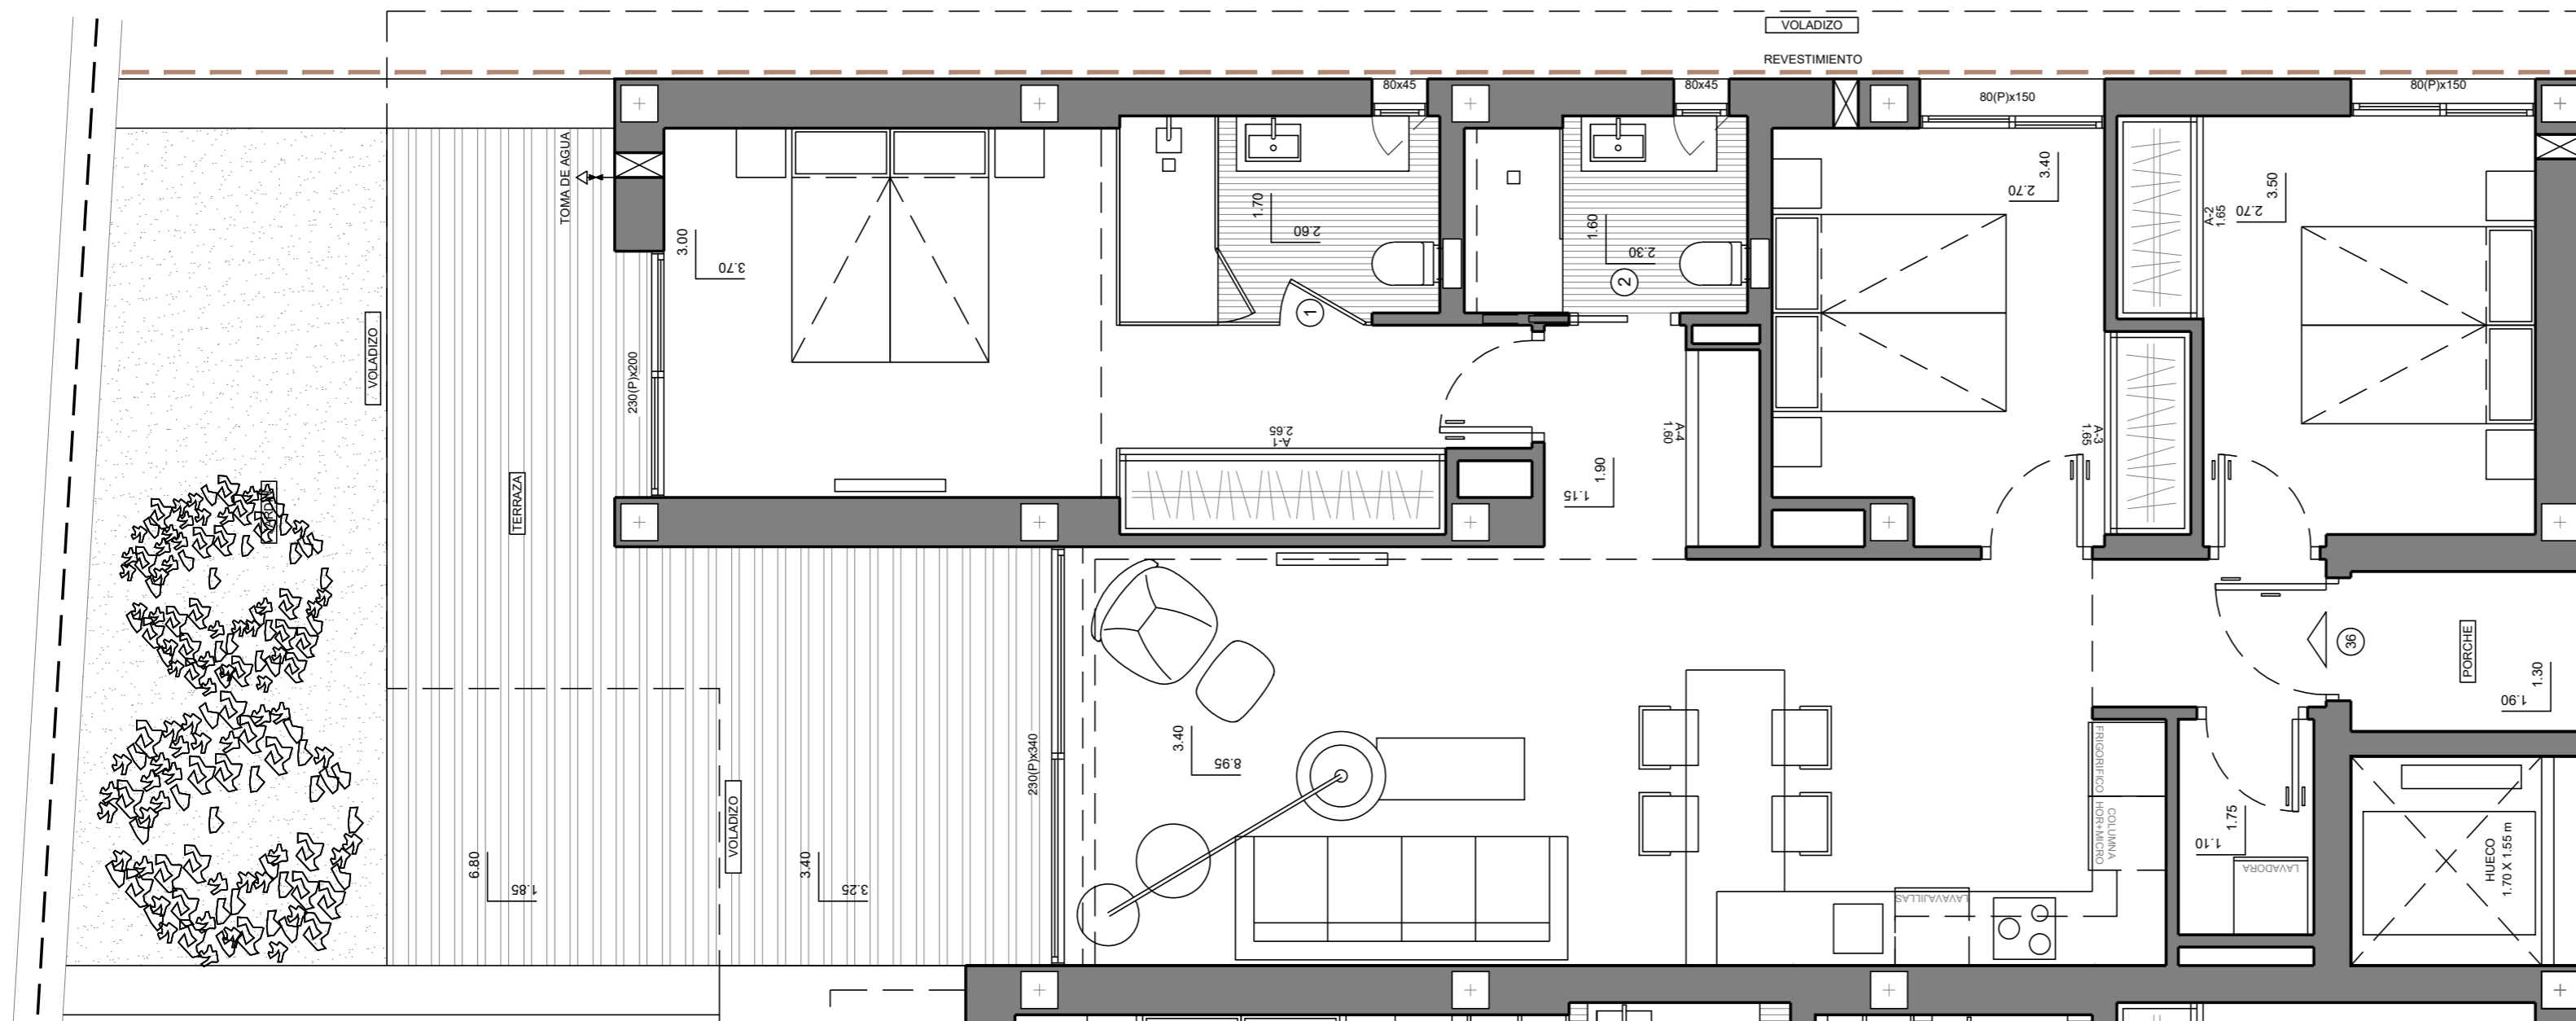 VOLADIZO
REVESTIMIENTO
80x45
80x45
80(P)x150
80(P)x150
TOMA DE AGUA
3.00
3.70
1.70
2.60
1.60
2.30
3.40
2.70
A-2
1.65
3.50
2.70
1
2
VOLADIZO
230(P)x200
A-1
2.65
A-4
1.60
A-3
1.65
1.90
1.15
TERRAZA
36
PORCHE
1.30
1.90
230(P)x340
3.40
8.95
FRIGORIFICO
COLUMNA
HOR+MICRO
1.75
1.10
LAVADORA
HUECO
1.70 X 1.55 m
VOLADIZO
6.80
1.85
3.40
3.25
LAVAVAJILLAS